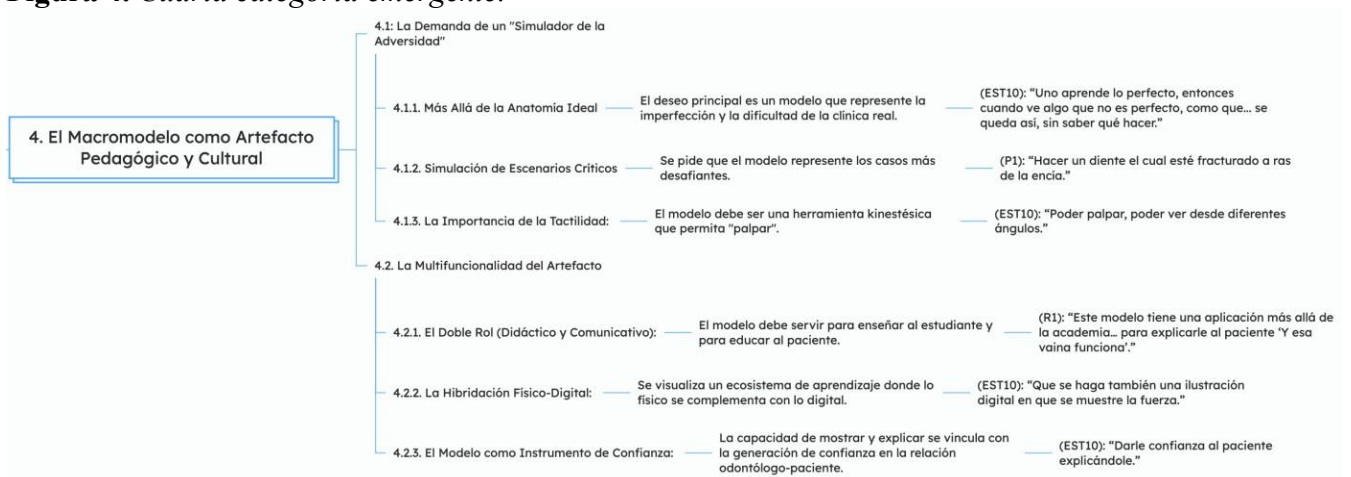 Figura 4. Cuarta categoría emergente.
4. El Macromodelo como Artefacto
Pedagógico y Cultural
4.1: La Demanda de un "Simulador de la
Adversidad"
4.1.1. Más Allá de la Anatomía Ideal
El deseo principal es un modelo que represente la
imperfección y la dificultad de la clínica real.
(EST10): “Uno aprende lo perfecto, entonces
cuando ve algo que no es perfecto, como que... se
queda así, sin saber qué hacer.”
4.1.2. Simulación de Escenarios Críticos
Se pide que el modelo represente los casos más
desafiantes.
(P1): “Hacer un diente el cual esté fracturado a ras
de la encía.”
4.1.3. La Importancia de la Tactilidad:
El modelo debe ser una herramienta kinestésica
que permita "palpar".
(EST10): “Poder palpar, poder ver desde diferentes
ángulos.”
4.2. La Multifuncionalidad del Artefacto
4.2.1. El Doble Rol (Didáctico y Comunicativo):
El modelo debe servir para enseñar al estudiante y
para educar al paciente.
(R1): “Este modelo tiene una aplicación más allá de
la academia... para explicarle al paciente ‘Y esa
vaina funciona’.”
4.2.2. La Hibridación Físico-Digital:
Se visualiza un ecosistema de aprendizaje donde lo
físico se complementa con lo digital.
(EST10): “Que se haga también una ilustración
digital en que se muestre la fuerza.”
4.2.3. El Modelo como Instrumento de Confianza:
La capacidad de mostrar y explicar se vincula con
la generación de confianza en la relación
odontólogo-paciente.
(EST10): “Darle confianza al paciente
explicándole.”